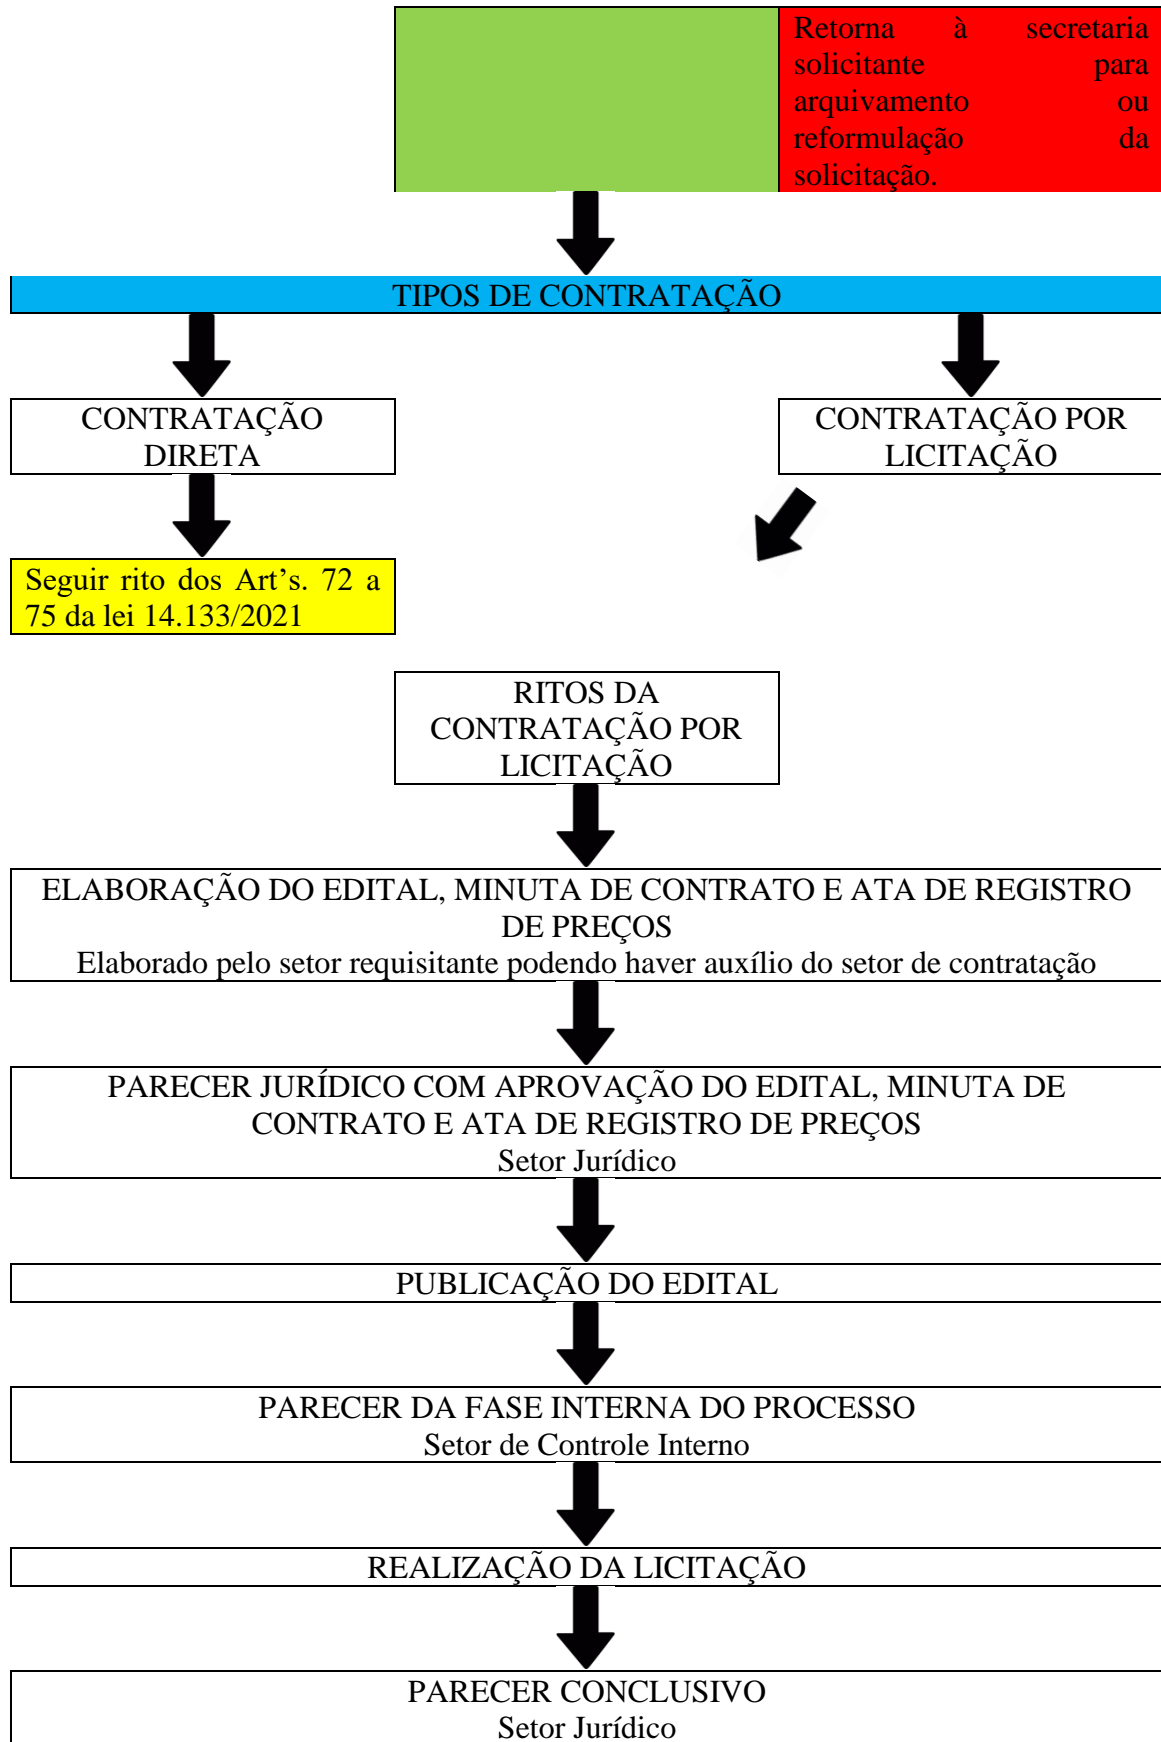 Retorna à secretaria
solicitante para
arquivamento ou
reformulação da
solicitação.
TIPOS DE CONTRATAÇÃO
CONTRATAÇÃO
DIRETA
CONTRATAÇÃO POR
LICITAÇÃO
Seguir rito dos Art’s. 72 a
75 da lei 14.133/2021
RITOS DA
CONTRATAÇÃO POR
LICITAÇÃO
ELABORAÇÃO DO EDITAL, MINUTA DE CONTRATO E ATA DE REGISTRO
DE PREÇOS
Elaborado pelo setor requisitante podendo haver auxílio do setor de contratação
PARECER JURÍDICO COM APROVAÇÃO DO EDITAL, MINUTA DE
CONTRATO E ATA DE REGISTRO DE PREÇOS
Setor Jurídico
PUBLICAÇÃO DO EDITAL
PARECER DA FASE INTERNA DO PROCESSO
Setor de Controle Interno
REALIZAÇÃO DA LICITAÇÃO
PARECER CONCLUSIVO
Setor Jurídico